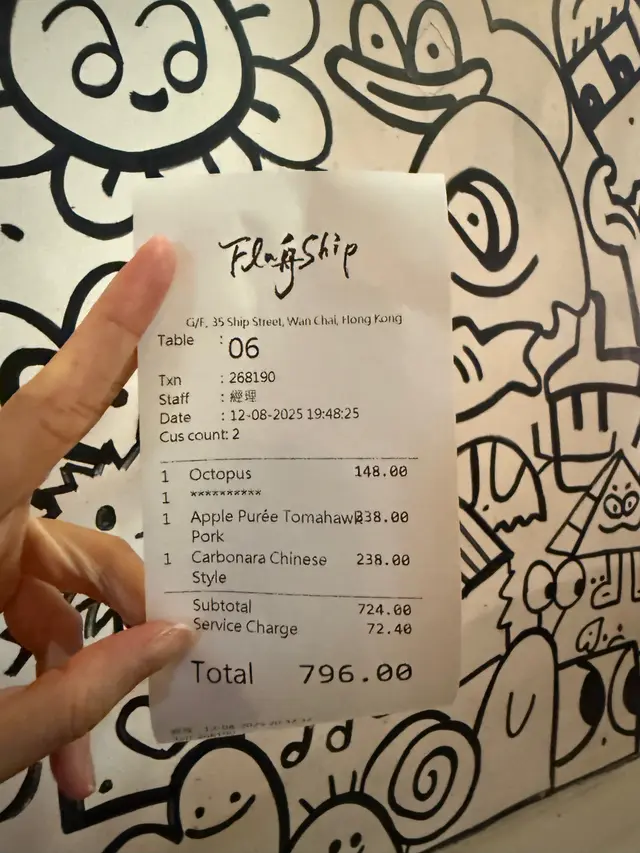 FlagShip
G/F, 35 Ship Street, Wan Chai, Hong Kong
Table : 06
Txn : 268190
Staff : 經理
Date : 12-08-2025 19:48:25
Cus count: 2
1 Octopus 148.00
1 **********
1 Apple Purée Tomahawk 338.00
Pork
1 Carbonara Chinese 238.00
Style
Subtotal 724.00
Service Charge 72.40
Total 796.00